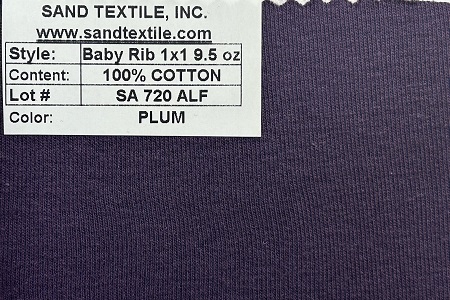 SAND TEXTILE, INC.
www.sandtextile.com
Style: Baby Rib 1x1 9.5 oz
Content: 100% COTTON
Lot # SA 720 ALF
Color: PLUM